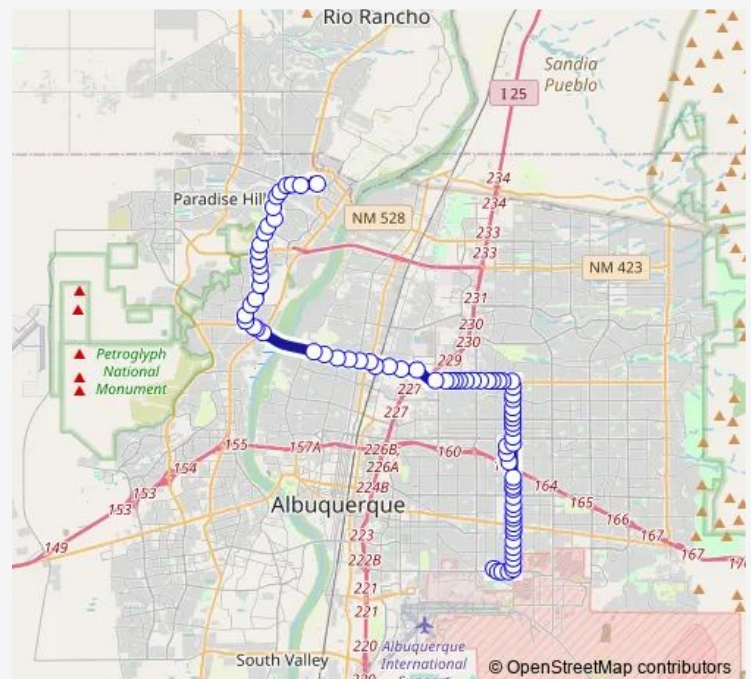 Rio Rancho
Sandia
Pueblo
I 25
Paradise
234
234
NM 528
233
233
NM 423
231
230
230
Petroglyph
National
Monument
229
227
227
155
157A
226B,
160
154
226A
153
224B
164
153
Albuquerque
165
166
149
223
167
222B
167
221
221
Albuquerque
220
International
South Valley
© OpenStreetMap contributors